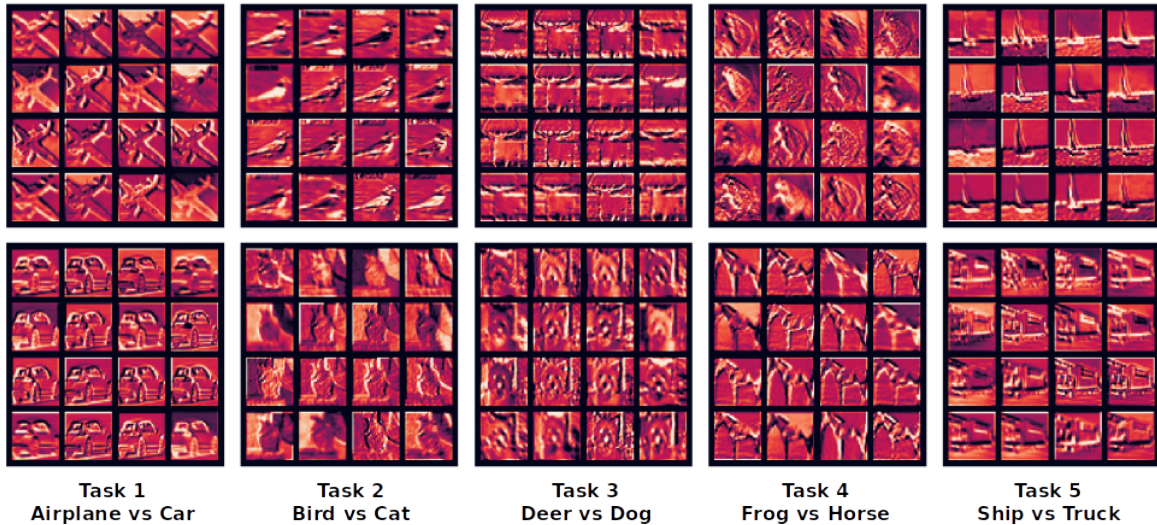 Task 1
Airplane vs Car
Task 2
Bird vs Cat
Task 3
Deer vs Dog
Task 4
Frog vs Horse
Task 5
Ship vs Truck